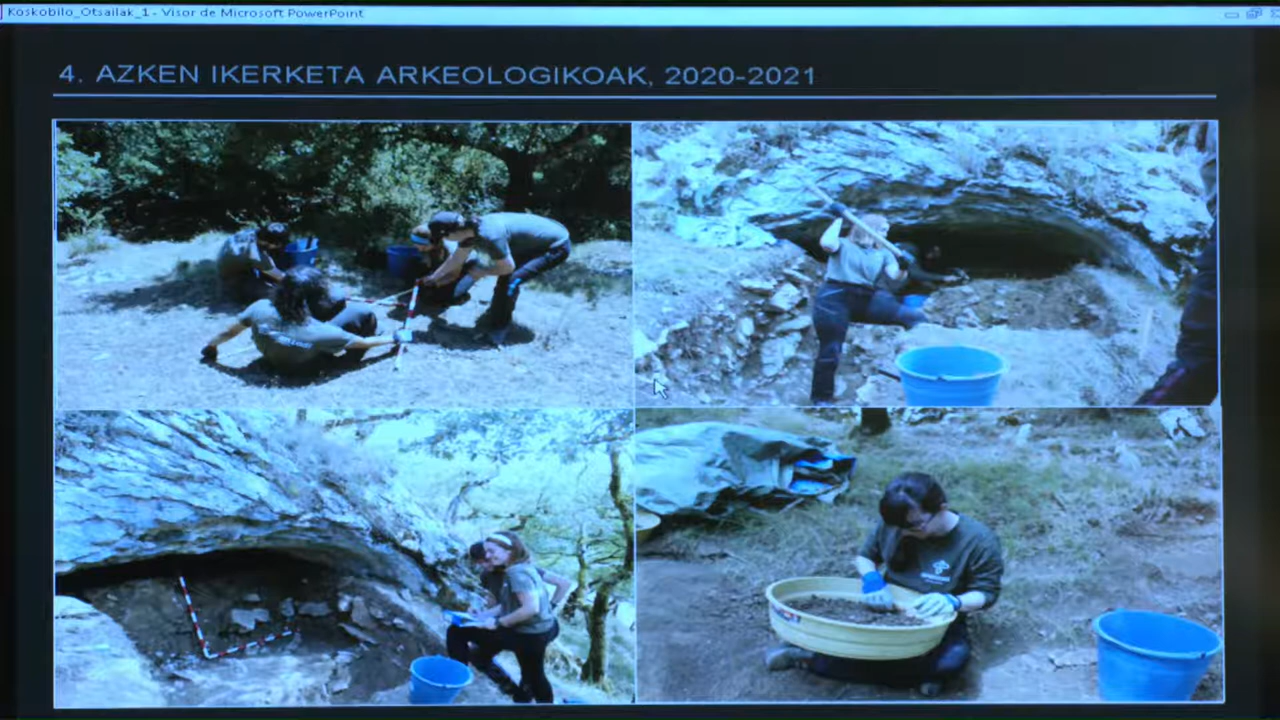 Koskobilo_Otsailak_1 - Visor de Microsoft PowerPoint
4. AZKEN IKERKETA ARKEOLOGIKOAK, 2020-2021